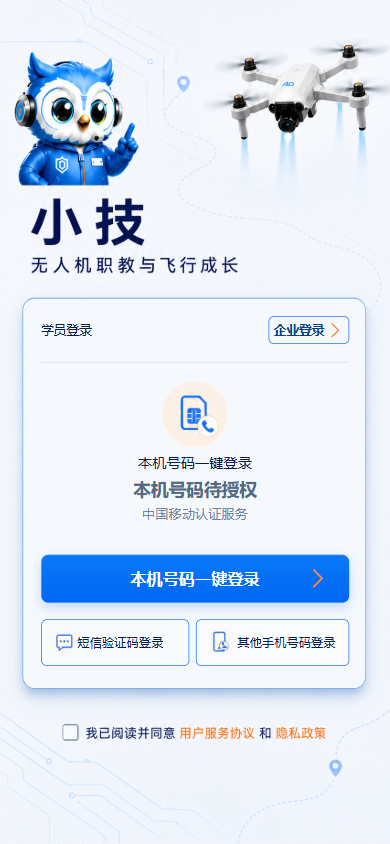 AD
小技
无人机职教与飞行成长
学员登录
企业登录
本机号码一键登录
本机号码待授权
中国移动认证服务
本机号码一键登录
短信验证码登录
其他手机号码登录
我已阅读并同意 用户服务协议 和 隐私政策